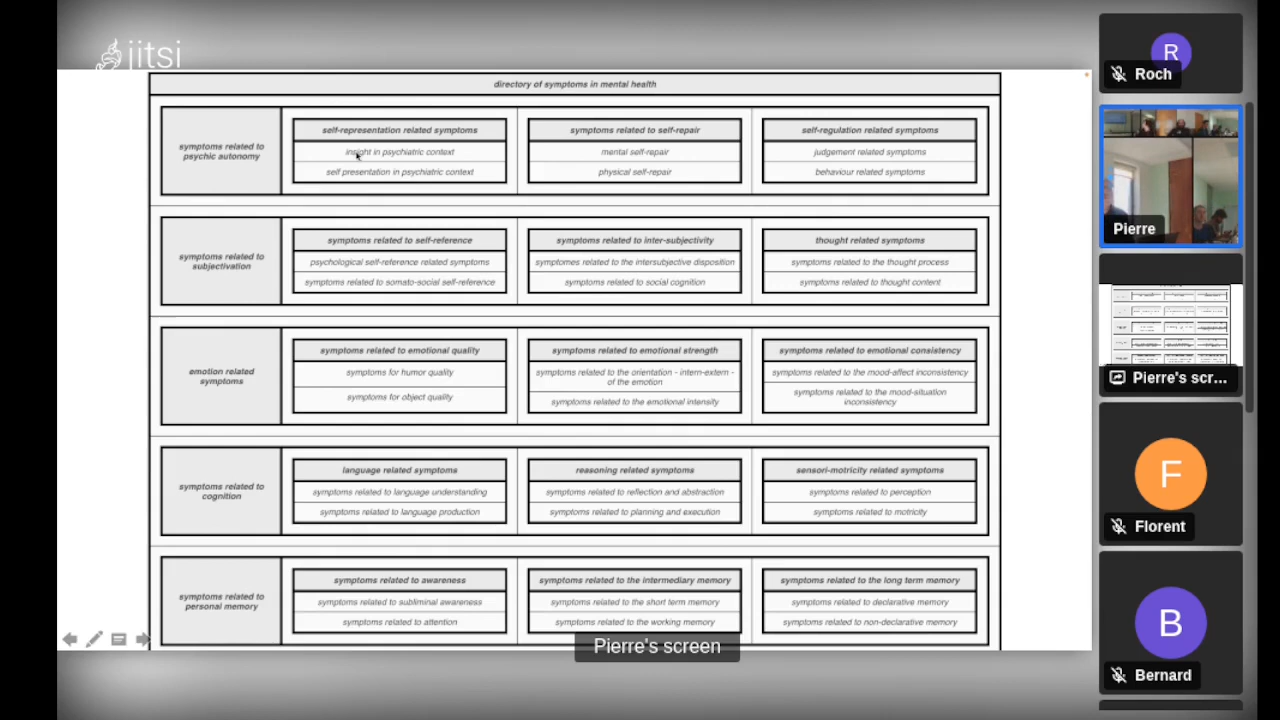 jitsi
directory of symptoms in mental health
symptoms related to
psychic autonomy
self-representation related symptoms
insight in psychiatric context
self presentation in psychiatric context
symptoms related to self-repair
mental self-repair
physical self-repair
self-regulation related symptoms
judgement related symptoms
behaviour related symptoms
symptoms related to
subjectivation
symptoms related to self-reference
psychological self-reference related symptoms
symptoms related to somato-social self-reference
symptoms related to inter-subjectivity
symptomes related to the intersubjective disposition
symptoms related to social cognition
thought related symptoms
symptoms related to the thought process
symptoms related to thought content
emotion related
symptoms
symptoms related to emotional quality
symptoms for humor quality
symptoms for object quality
symptoms related to emotional strength
symptoms related to the orientation - intern-extern -
of the emotion
symptoms related to the emotional intensity
symptoms related to emotional consistency
symptoms related to the mood-affect inconsistency
symptoms related to the mood-situation
inconsistency
symptoms related to
cognition
language related symptoms
symptoms related to language understanding
symptoms related to language production
reasoning related symptoms
symptoms related to reflection and abstraction
symptoms related to planning and execution
sensori-motricity related symptoms
symptoms related to perception
symptoms related to motricity
symptoms related to
personal memory
symptoms related to awareness
symptoms related to subliminal awareness
symptoms related to attention
symptoms related to the intermediary memory
symptoms related to the short term memory
symptoms related to the working memory
symptoms related to the long term memory
symptoms related to declarative memory
symptoms related to non-declarative memory
Pierre's screen
R
Roch
Pierre
Pierre's scr...
F
Florent
B
Bernard